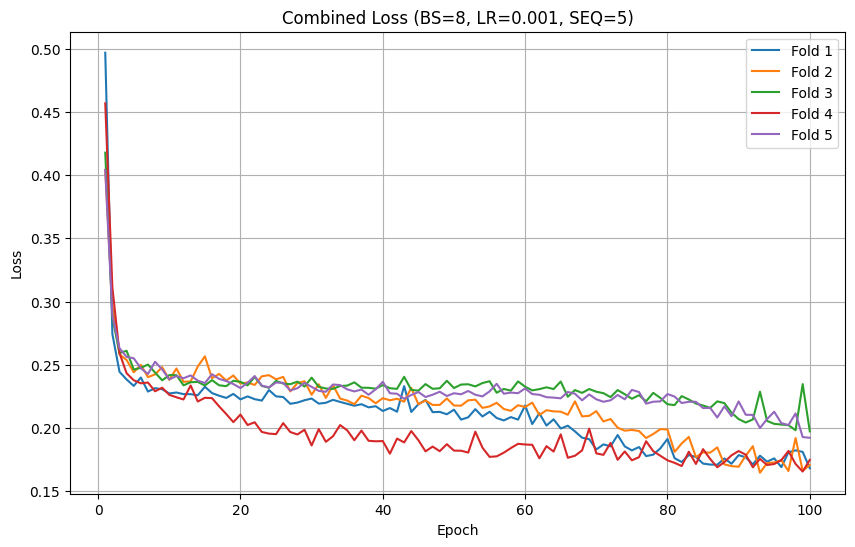 Combined Loss (BS=8, LR=0.001, SEQ=5)
0.50
0.45
0.40
0.35
0.30
0.25
0.20
0.15
Loss
Fold 1
Fold 2
Fold 3
Fold 4
Fold 5
0 20 40 60 80 100
Epoch